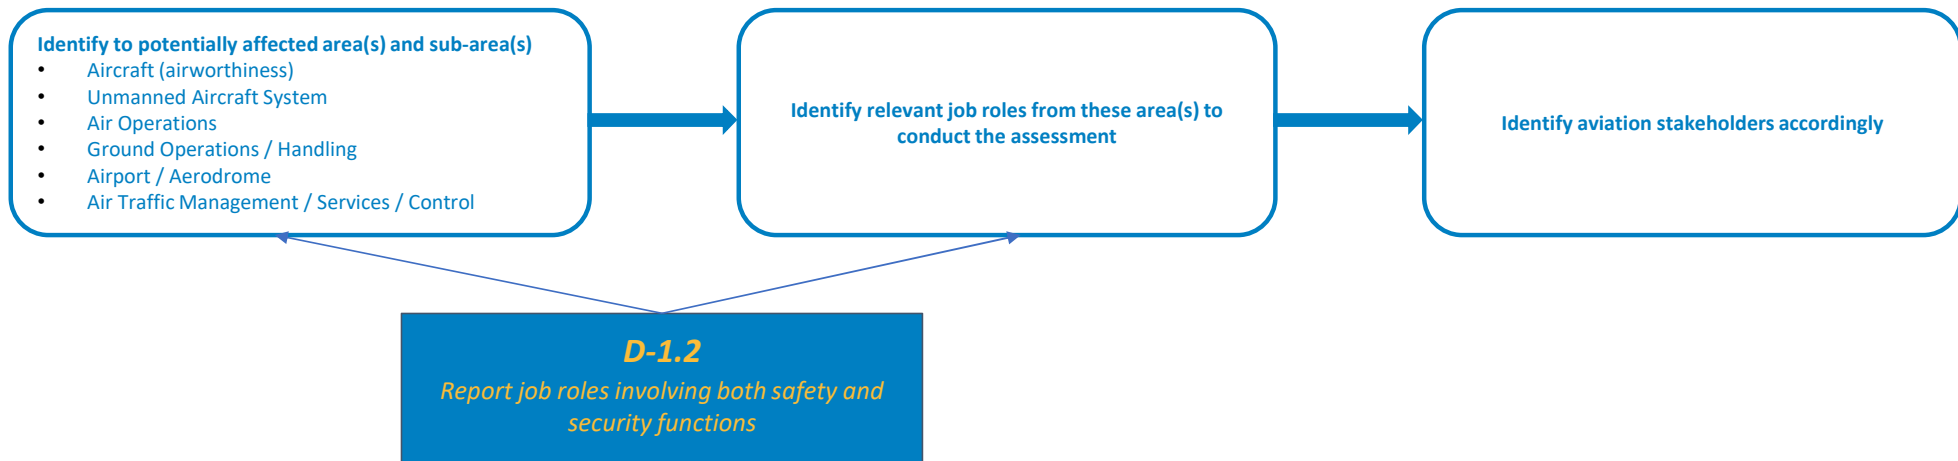 Identify to potentially affected area(s) and sub-area(s)
• Aircraft (airworthiness)
• Unmanned Aircraft System
• Air Operations
• Ground Operations / Handling
• Airport / Aerodrome
• Air Traffic Management / Services / Control
Identify relevant job roles from these area(s) to
conduct the assessment
Identify aviation stakeholders accordingly
D-1.2
Report job roles involving both safety and
security functions